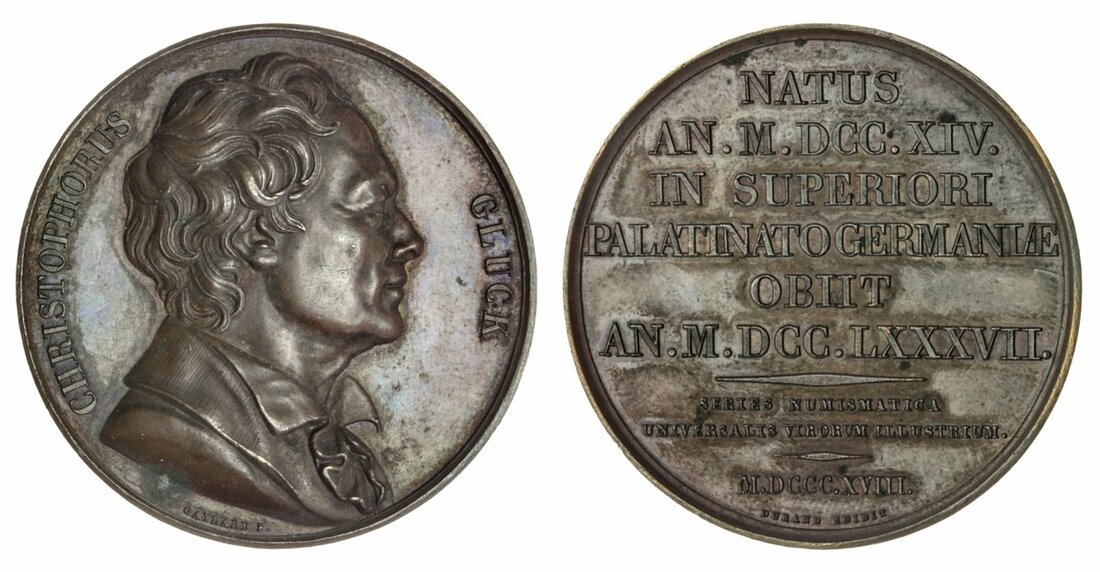 CHRISTOPHORUS
GLUCK
GAYRARD F.
NATUS
AN.M.DCC.XIV.
IN SUPERIORI
PALATINATO GERMANIÆ
OBIIT
AN.M.DCC.LXXXVII.
SERIES NUMISMATICA
UNIVERSALIS VIRORUM ILLUSTRIUM.
M.DCCC.XVIII.
DURAND EDIDIT